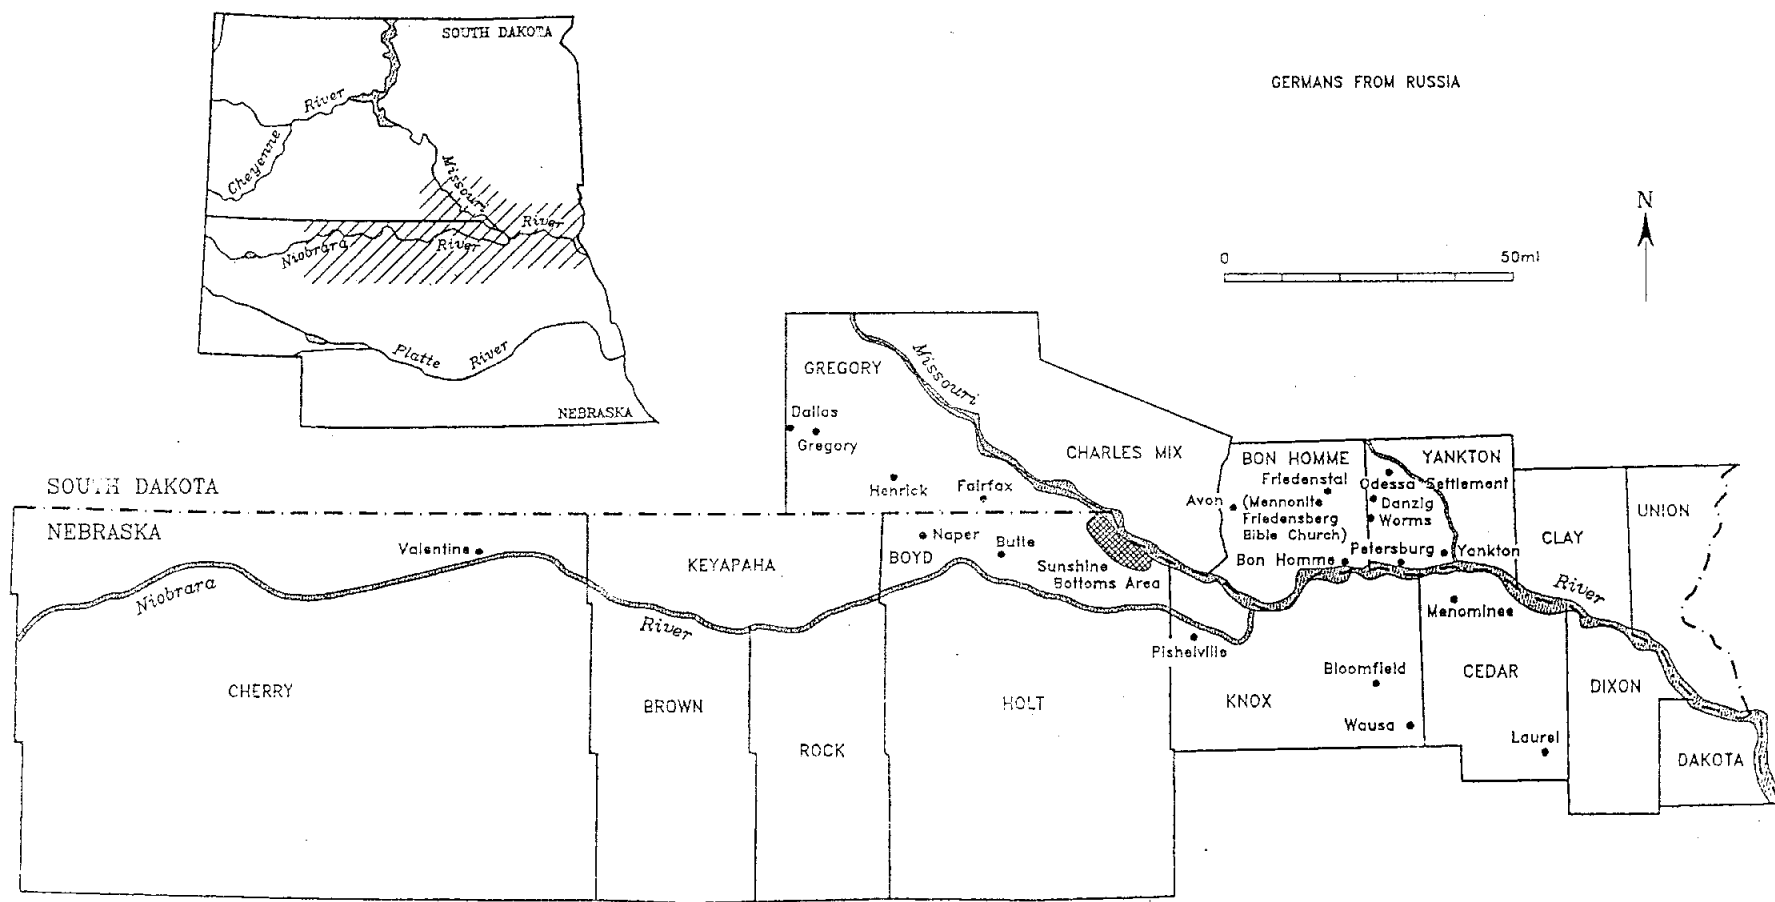 SOUTH DAKOTA
River
Cheyenne
Missouri
River
Niobrara
River
Platte
River
NEBRASKA
GERMANS FROM RUSSIA
N
0
50mi
GREGORY
Missouri
Dallas
Gregory
CHARLES MIX
Henrick
Fairfax
BON HOMME
Friedenstal
Avon
(Mennonite
Friedensberg
Bible Church)
Bon Homme
YANKTON
Odessa Settlement
Danzig
Worms
Petersburg
Yankton
CLAY
UNION
River
SOUTH DAKOTA
NEBRASKA
Valentine
Niobrara
River
KEYAPAHA
BOYD
Naper
Butte
Sunshine
Bottoms Area
Pishelville
Menominee
CHERRY
BROWN
ROCK
HOLT
KNOX
Bloomfield
Wausa
CEDAR
Laurel
DIXON
DAKOTA